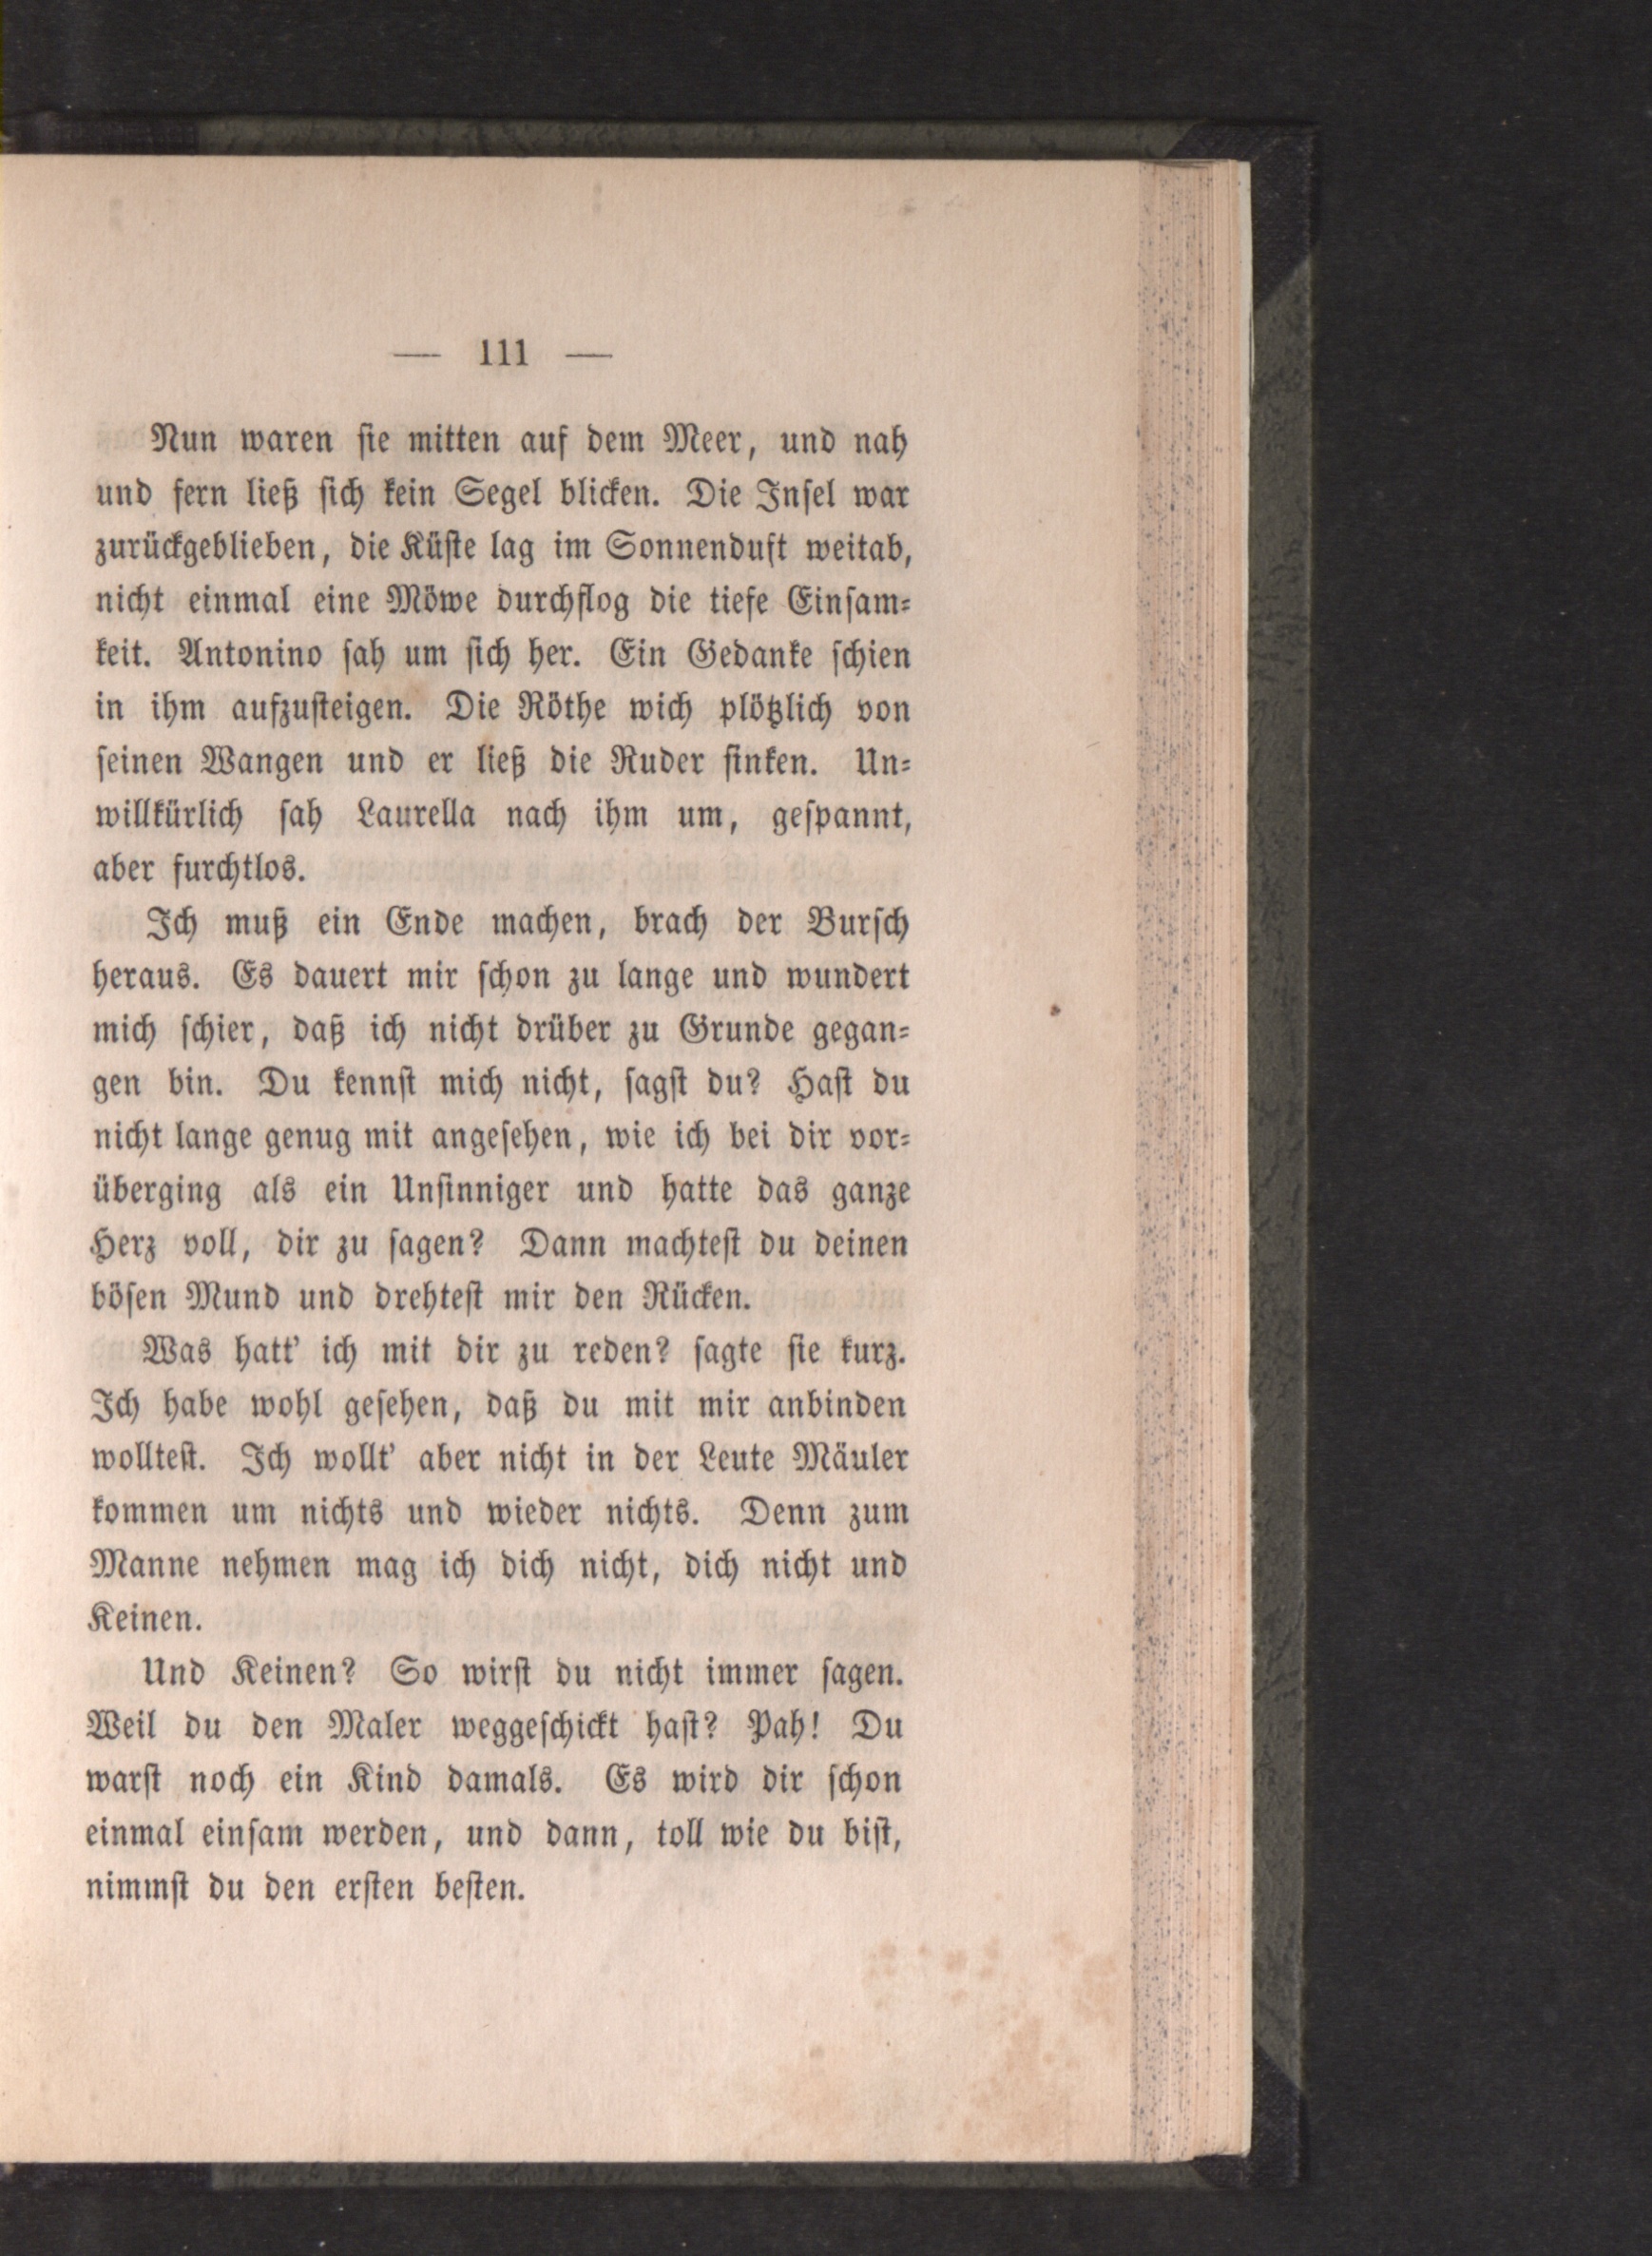 — 111 —
Nun waren ſie mitten auf dem Meer, und nah
und fern ließ ſich kein Segel blicken. Die Inſel war
zurückgeblieben, die Küſte lag im Sonnenduft weitab,
nicht einmal eine Möwe durchflog die tiefe Einſam⸗
keit. Antonino ſah um ſich her. Ein Gedanke ſchien
in ihm aufzuſteigen. Die Röthe wich plötzlich von
ſeinen Wangen und er ließ die Ruder ſinken. Un⸗
willkürlich ſah Laurella nach ihm um, geſpannt,
aber furchtlos.
Ich muß ein Ende machen, brach der Burſch
heraus. Es dauert mir ſchon zu lange und wundert
mich ſchier, daß ich nicht drüber zu Grunde gegan⸗
gen bin. Du kennſt mich nicht, ſagſt du? Haſt du
nicht lange genug mit angeſehen, wie ich bei dir vor⸗
überging als ein Unſinniger und hatte das ganze
Herz voll, dir zu ſagen? Dann machteſt du deinen
böſen Mund und drehteſt mir den Rücken.
Was hatt’ ich mit dir zu reden? ſagte ſie kurz.
Ich habe wohl geſehen, daß du mit mir anbinden
wollteſt. Ich wollt’ aber nicht in der Leute Mäuler
kommen um nichts und wieder nichts. Denn zum
Manne nehmen mag ich dich nicht, dich nicht und
Keinen.
Und Keinen? So wirſt du nicht immer ſagen.
Weil du den Maler weggeſchickt haſt? Pah! Du
warſt noch ein Kind damals. Es wird dir ſchon
einmal einſam werden, und dann, toll wie du biſt,
nimmſt du den erſten beſten.